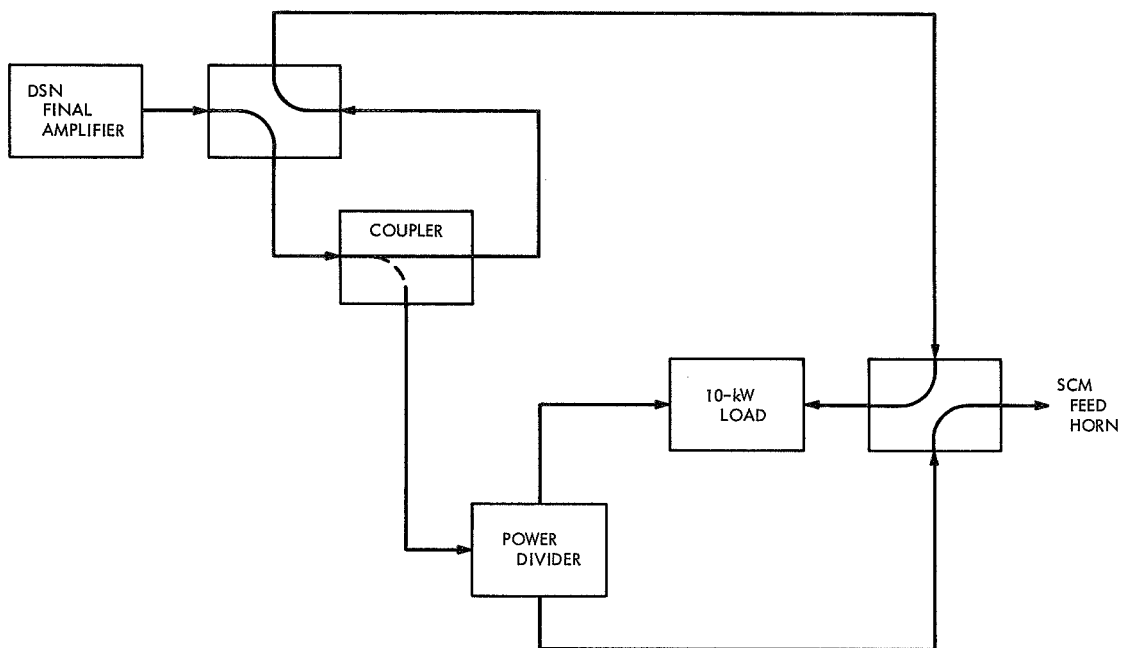 DSN
FINAL
AMPLIFIER
COUPLER
10-kW
LOAD
SCM
FEED
HORN
POWER
DIVIDER